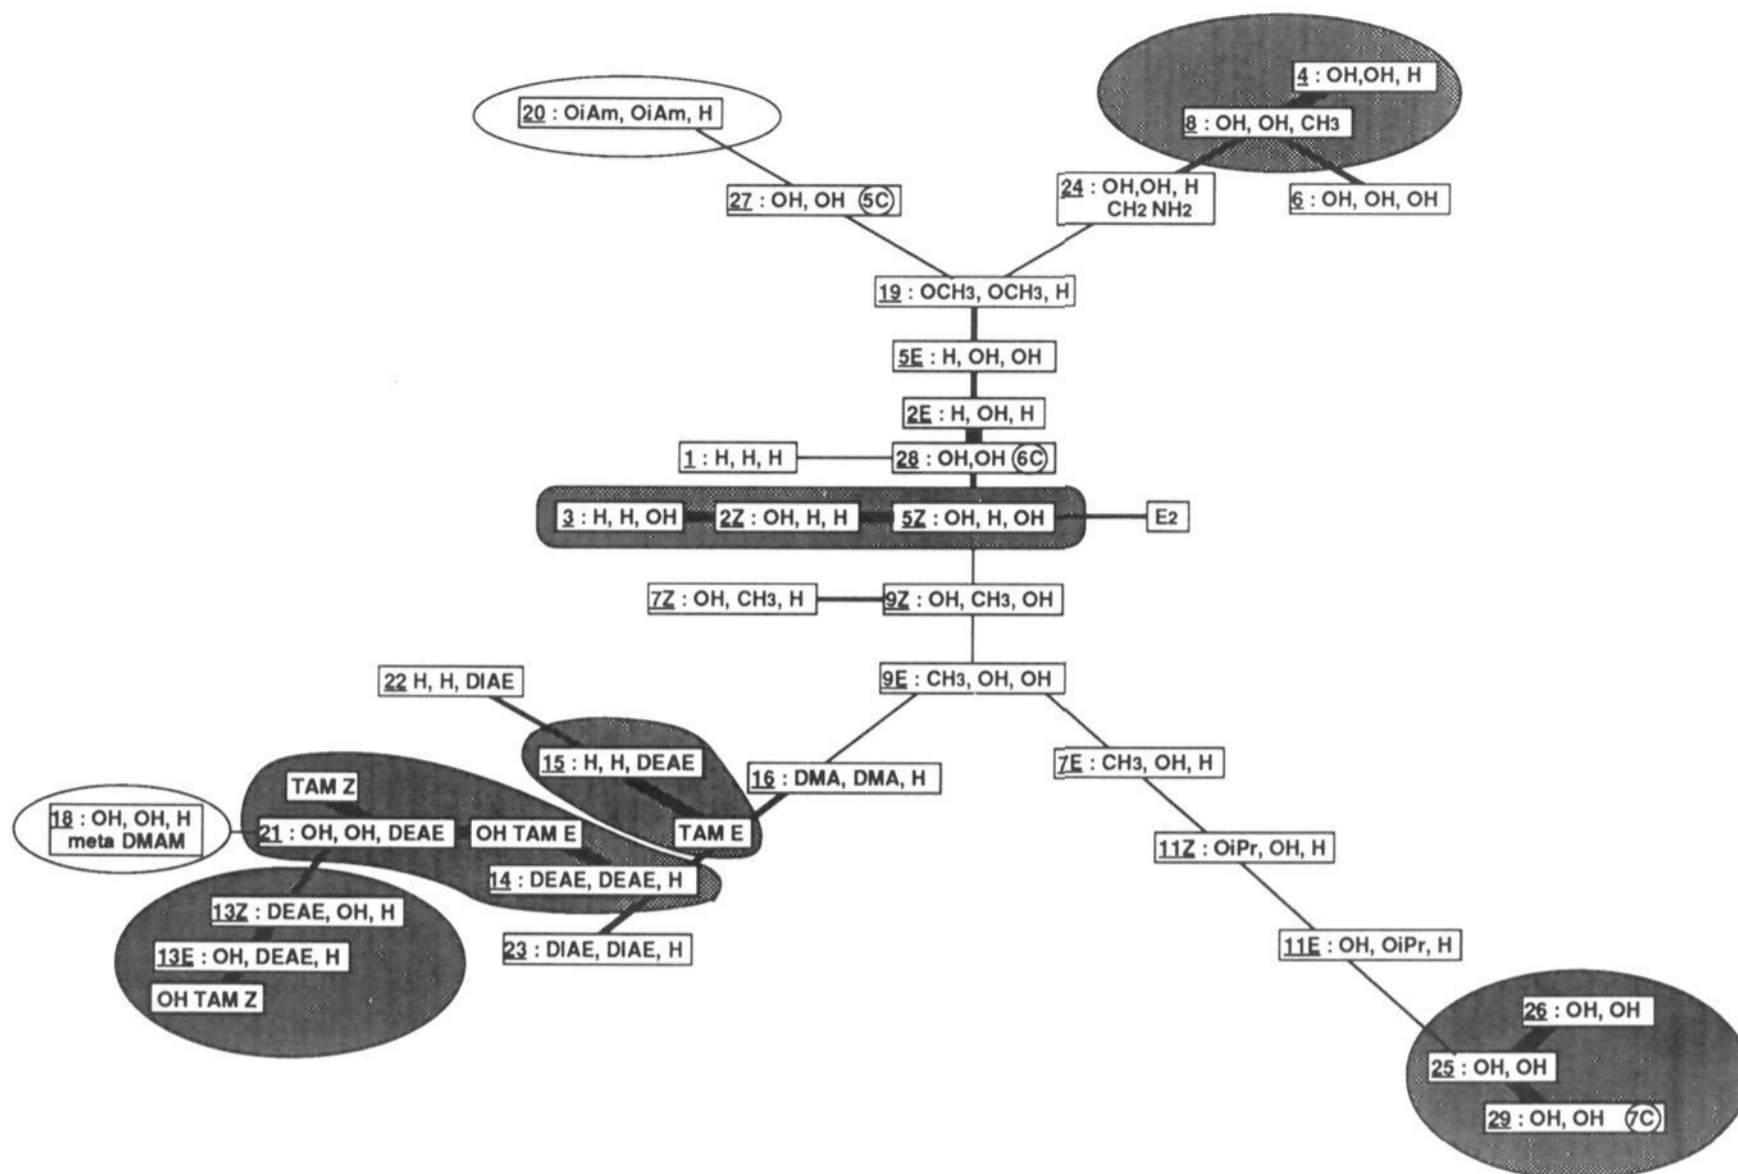 4 : OH,OH, H
20 : OiAm, OiAm, H
8 : OH, OH, CH3
24 : OH,OH, H
CH2 NH2
6 : OH, OH, OH
27 : OH, OH 5C
19 : OCH3, OCH3, H
5E : H, OH, OH
2E : H, OH, H
1 : H, H, H
28 : OH,OH 6C
3 : H, H, OH
2Z : OH, H, H
5Z : OH, H, OH
E2
7Z : OH, CH3, H
9Z : OH, CH3, OH
22 H, H, DIAE
9E : CH3, OH, OH
15 : H, H, DEAE
16 : DMA, DMA, H
7E : CH3, OH, H
TAM Z
18 : OH, OH, H
meta DMAM
21 : OH, OH, DEAE
OH TAM E
TAM E
11Z : OiPr, OH, H
14 : DEAE, DEAE, H
13Z : DEAE, OH, H
23 : DIAE, DIAE, H
11E : OH, OiPr, H
13E : OH, DEAE, H
OH TAM Z
26 : OH, OH
25 : OH, OH
29 : OH, OH 7C